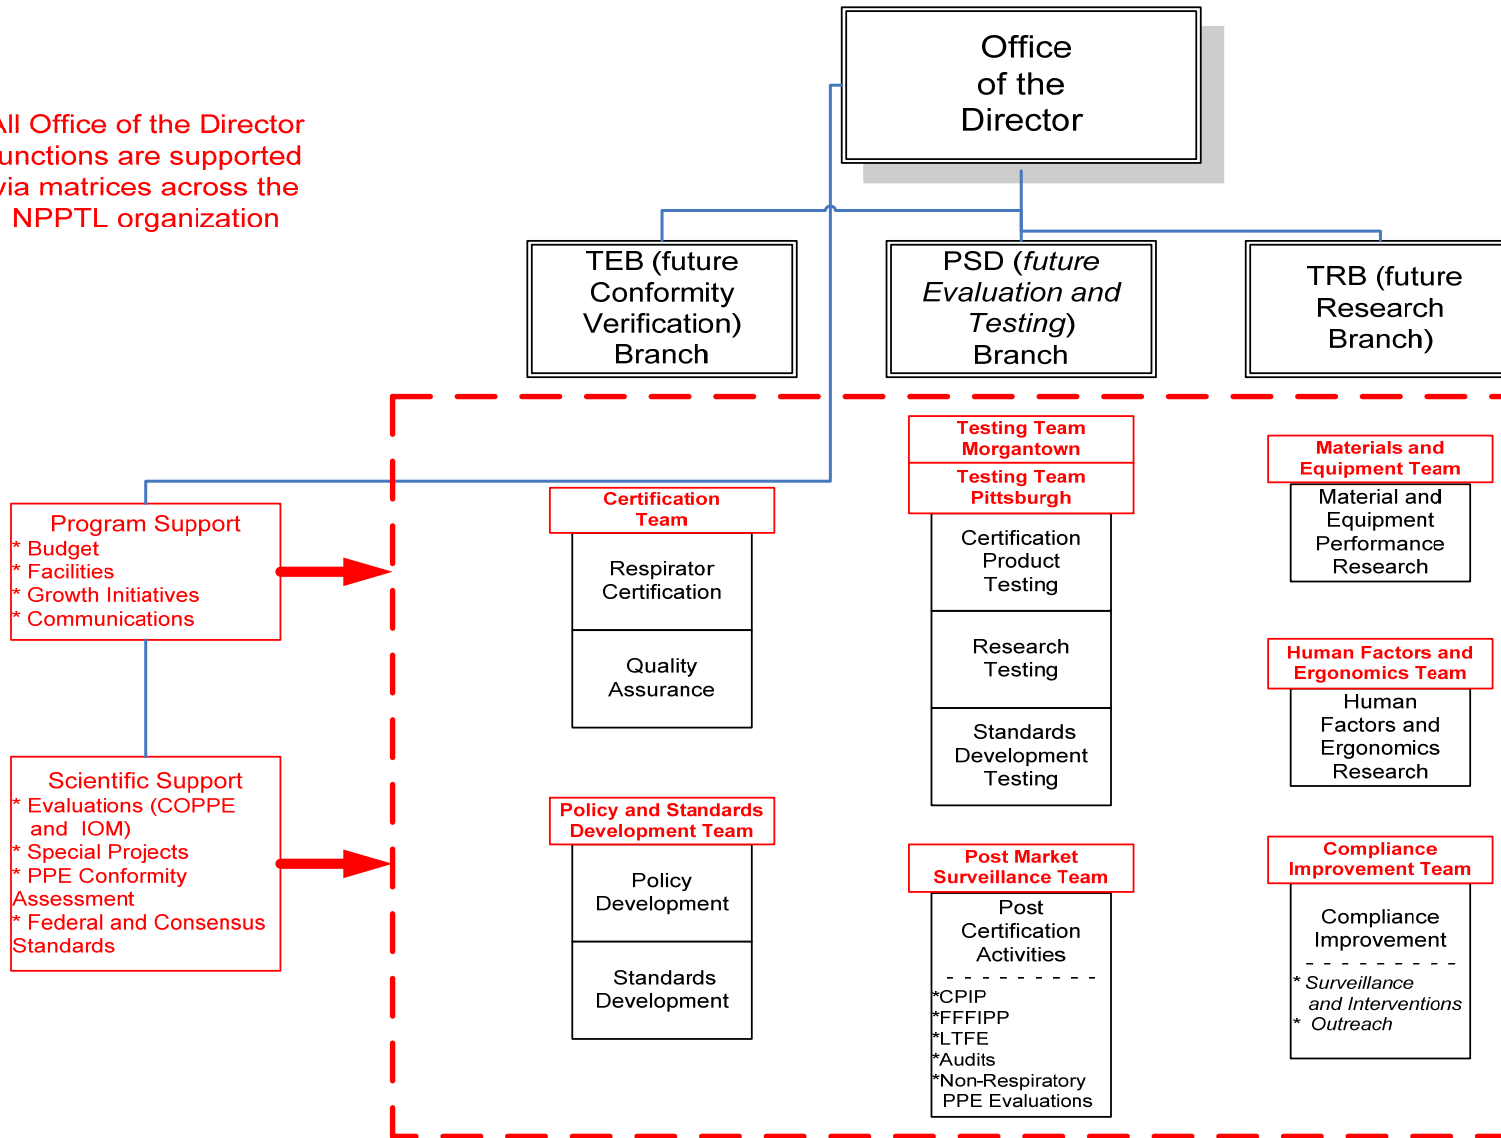 Office
of the
Director
All Office of the Director
functions are supported
via matrices across the
NPPTL organization
TEB (future
Conformity
Verification)
Branch
PSD (future
Evaluation and
Testing)
Branch
TRB (future
Research
Branch)
Program Support
* Budget
* Facilities
* Growth Initiatives
* Communications
Scientific Support
* Evaluations (COPPE
and IOM)
* Special Projects
* PPE Conformity
Assessment
* Federal and Consensus
Standards
Certification
Team
Respirator
Certification
Quality
Assurance
Policy and Standards
Development Team
Policy
Development
Standards
Development
Testing Team
Morgantown
Testing Team
Pittsburgh
Certification
Product
Testing
Research
Testing
Standards
Development
Testing
Post Market
Surveillance Team
Post
Certification
Activities
*CPIP
*FFFIPP
*LTFE
*Audits
*Non-Respiratory
PPE Evaluations
Materials and
Equipment Team
Material and
Equipment
Performance
Research
Human Factors and
Ergonomics Team
Human
Factors and
Ergonomics
Research
Compliance
Improvement Team
Compliance
Improvement
* Surveillance
and Interventions
* Outreach